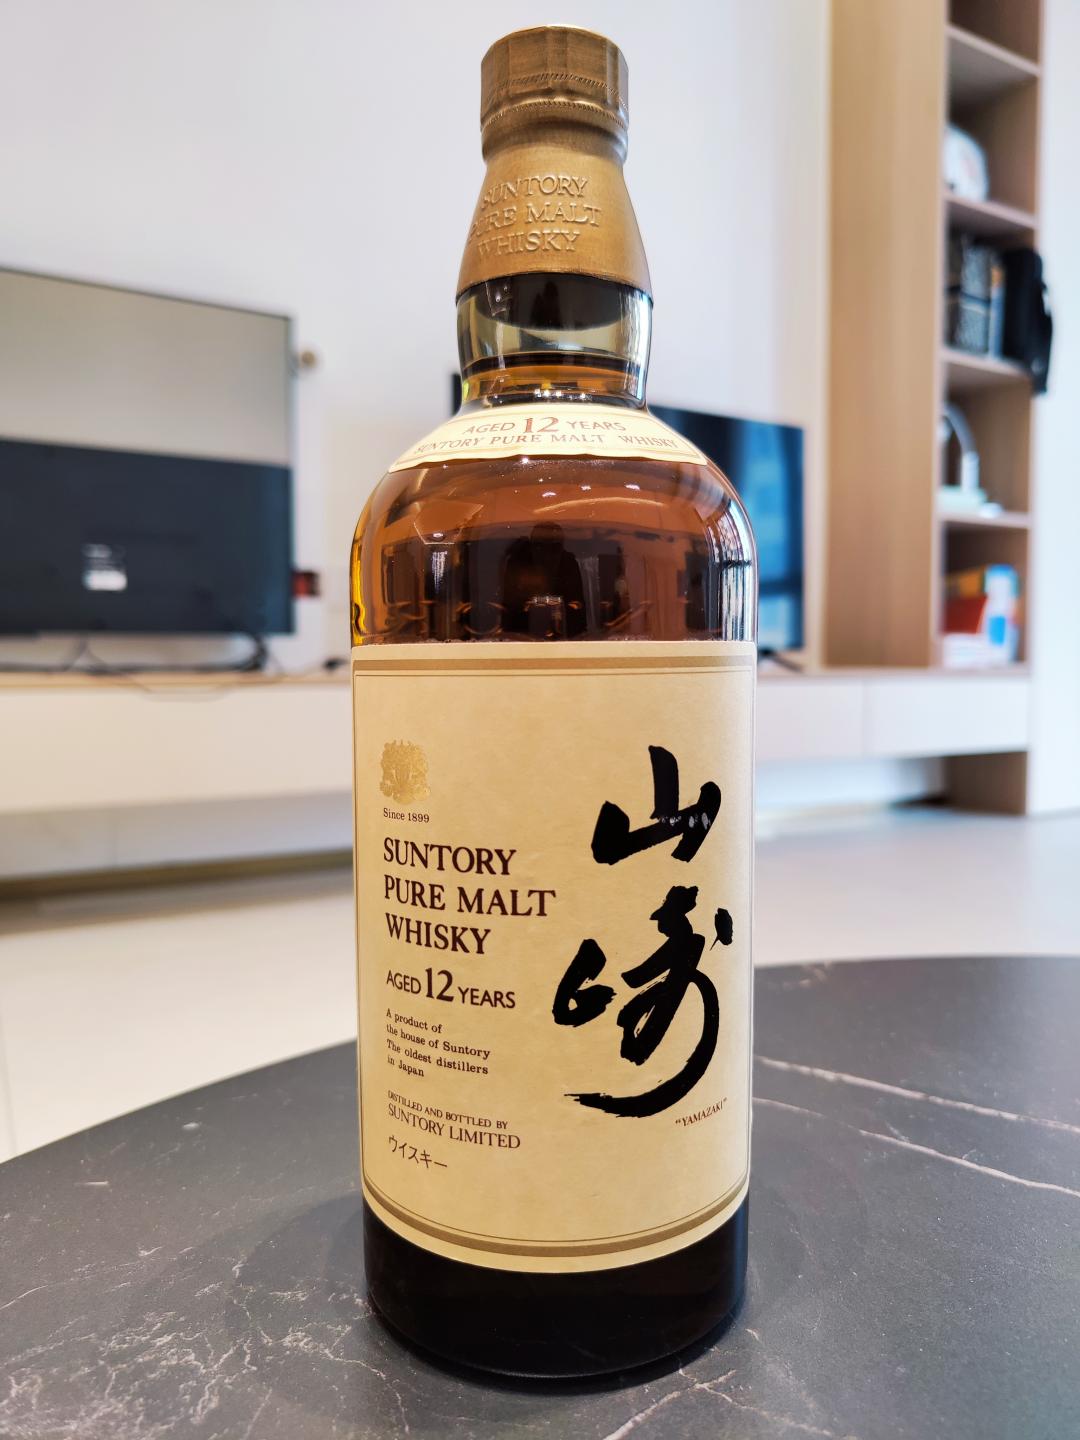 SUNTORY
PURE MALT
WHISKY
AGED 12 YEARS
SUNTORY PURE MALT WHISKY
Since 1899
SUNTORY
PURE MALT
WHISKY
AGED 12 YEARS
A product of
the house of Suntory
The oldest distillers
in Japan
DISTILLED AND BOTTLED BY
SUNTORY LIMITED
ウイスキー
山崎
"YAMAZAKI"